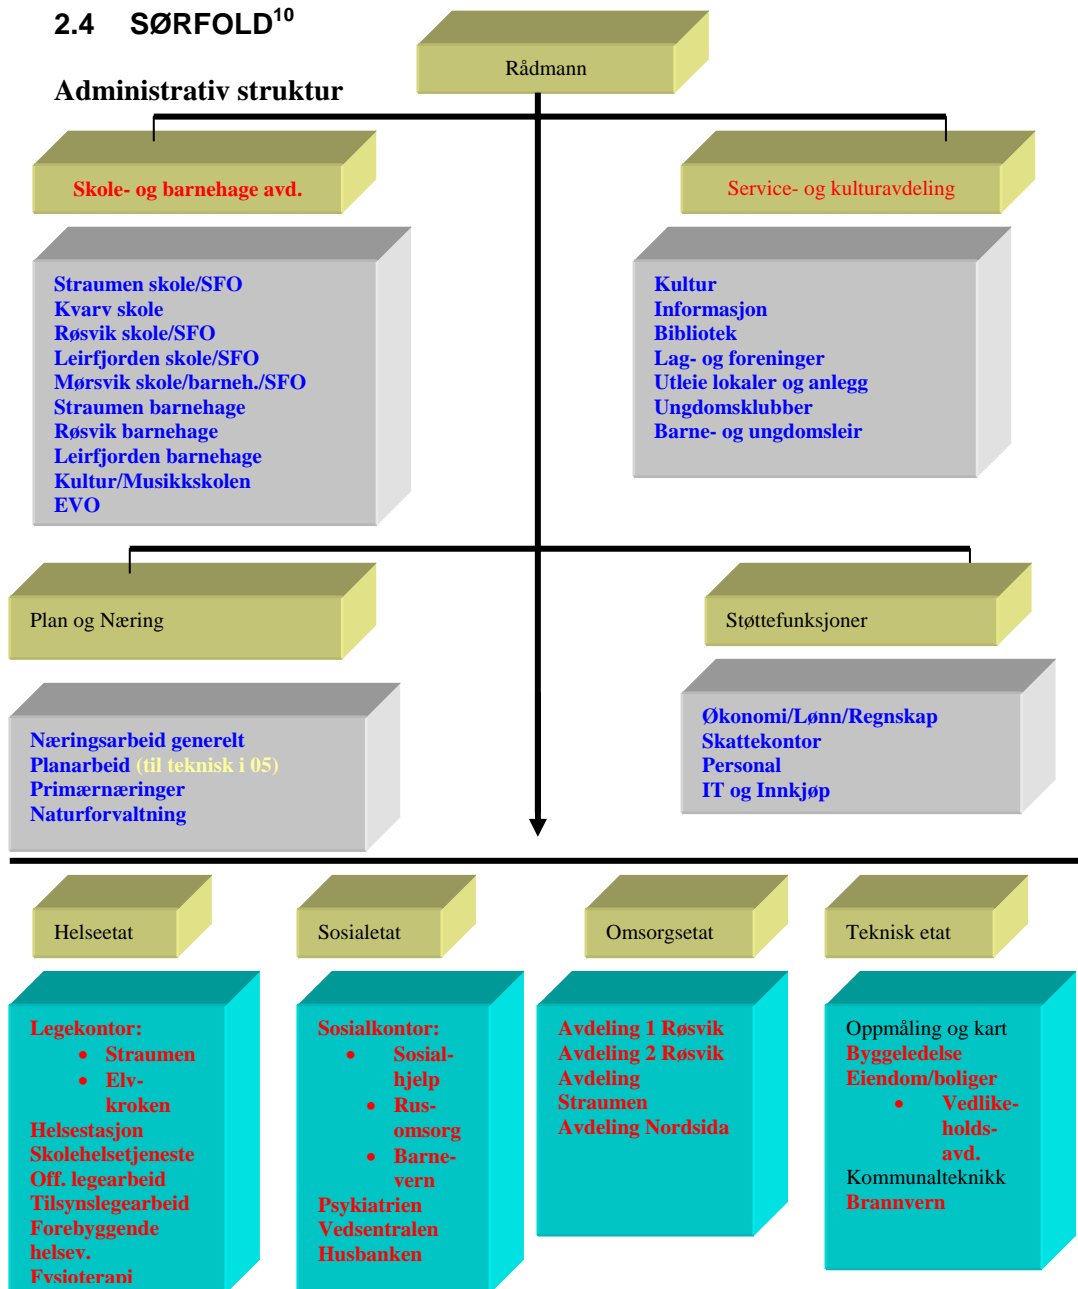 2.4 SØRFOLD10
Rådmann
Administrativ struktur
Skole- og barnehage avd.
Service- og kulturavdeling
Straumen skole/SFO
Kvarv skole
Røsvik skole/SFO
Leirfjorden skole/SFO
Mørsvik skole/barneh./SFO
Straumen barnehage
Røsvik barnehage
Leirfjorden barnehage
Kultur/Musikkskolen
EVO
Kultur
Informasjon
Bibliotek
Lag- og foreninger
Utleie lokaler og anlegg
Ungdomsklubber
Barne- og ungdomsleir
Plan og Næring
Støttefunksjoner
Næringsarbeid generelt
Planarbeid (til teknisk i 05)
Primærnæringer
Naturforvaltning
Økonomi/Lønn/Regnskap
Skattekontor
Personal
IT og Innkjøp
Helseetat
Sosialetat
Omsorgsetat
Teknisk etat
Legekontor:
• Straumen
• Elv-
kroken
Helsestasjon
Skolehelsetjeneste
Off. legearbeid
Tilsynslegearbeid
Forebyggende
helsev.
Fysioterapi
Sosialkontor:
• Sosial-
hjelp
• Rus-
omsorg
• Barne-
vern
Psykiatrien
Vedsentralen
Husbanken
Avdeling 1 Røsvik
Avdeling 2 Røsvik
Avdeling
Straumen
Avdeling Nordsida
Oppmåling og kart
Byggeledelse
Eiendom/boliger
• Vedlike-
holds-
avd.
Kommunalteknikk
Brannvern